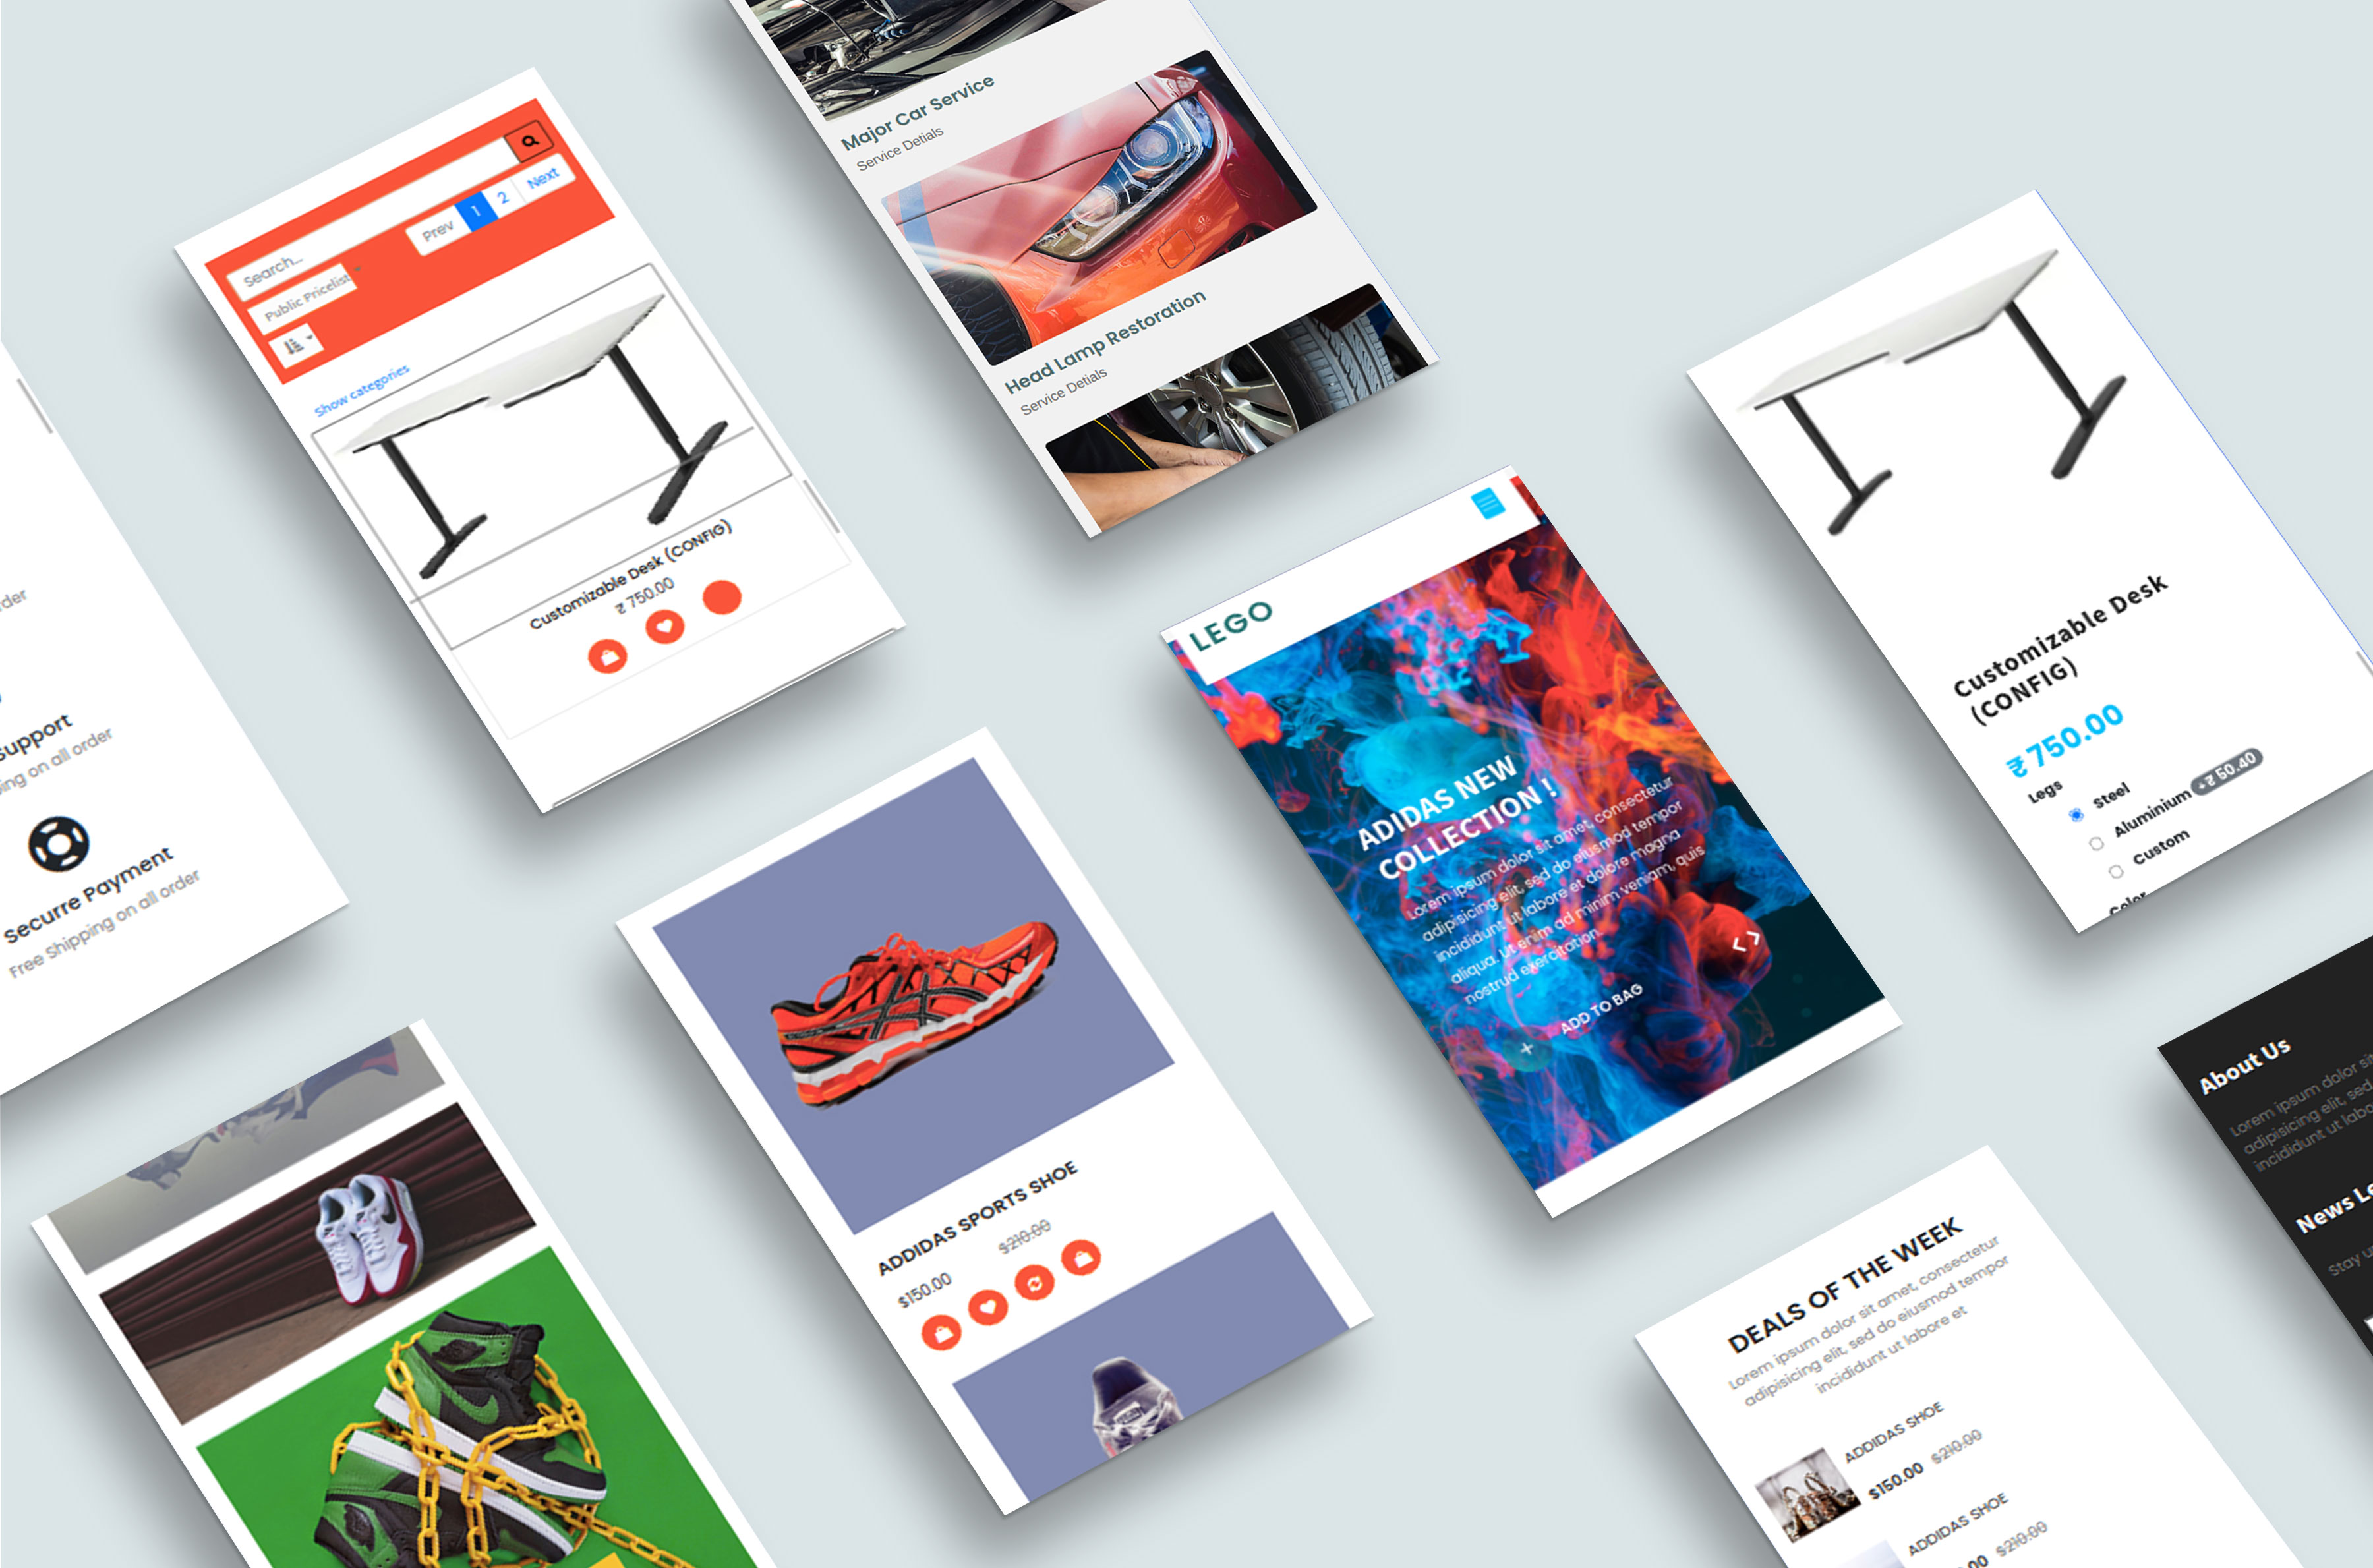 Major Car Service
Service Detials
Head Lamp Restoration
Service Detials
Search...
Prev 1 2 Next
Public Pricelist
Show categories
Customizable Desk (CONFIG)
₹ 750.00
Customizable Desk
(CONFIG)
₹ 750.00
Legs
Steel
Aluminium + ₹ 50.40
Custom
Color
LEGO
ADIDAS NEW
COLLECTION !
Lorem ipsum dolor sit amet, consectetur
adipisicing elit, sed do eiusmod tempor
incididunt ut labore et dolore magna
aliqua. Ut enim ad minim veniam, quis
nostrud exercitation.
ADD TO BAG
support
ping on all order
Securre Payment
Free Shipping on all order
ADDIDAS SPORTS SHOE
$150.00 $210.00
DEALS OF THE WEEK
Lorem ipsum dolor sit amet, consectetur
adipisicing elit, sed do eiusmod tempor
incididunt ut labore et
ADDIDAS SHOE
$150.00 $210.00
ADDIDAS SHOE
$210.00
About Us
Lorem ipsum dolor sit
adipisicing elit, sed
incididunt ut labo
News Le
Stay u